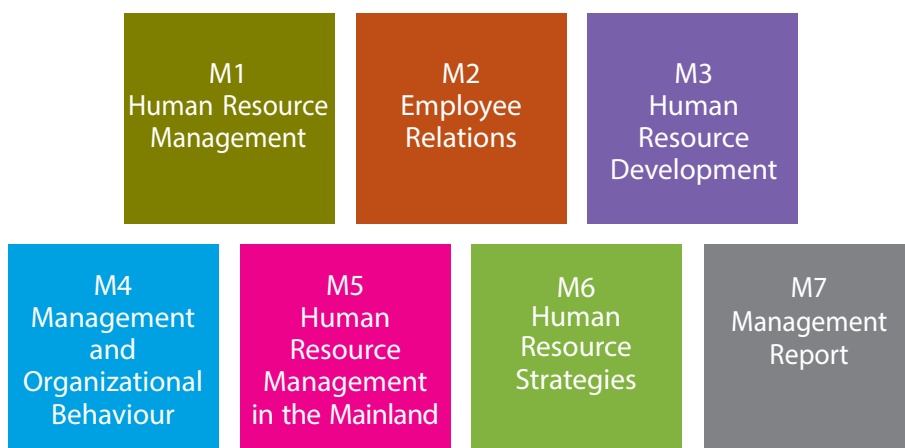 M1
Human Resource
Management
M2
Employee
Relations
M3
Human
Resource
Development
M4
Management
and
Organizational
Behaviour
M5
Human
Resource
Management
in the Mainland
M6
Human
Resource
Strategies
M7
Management
Report